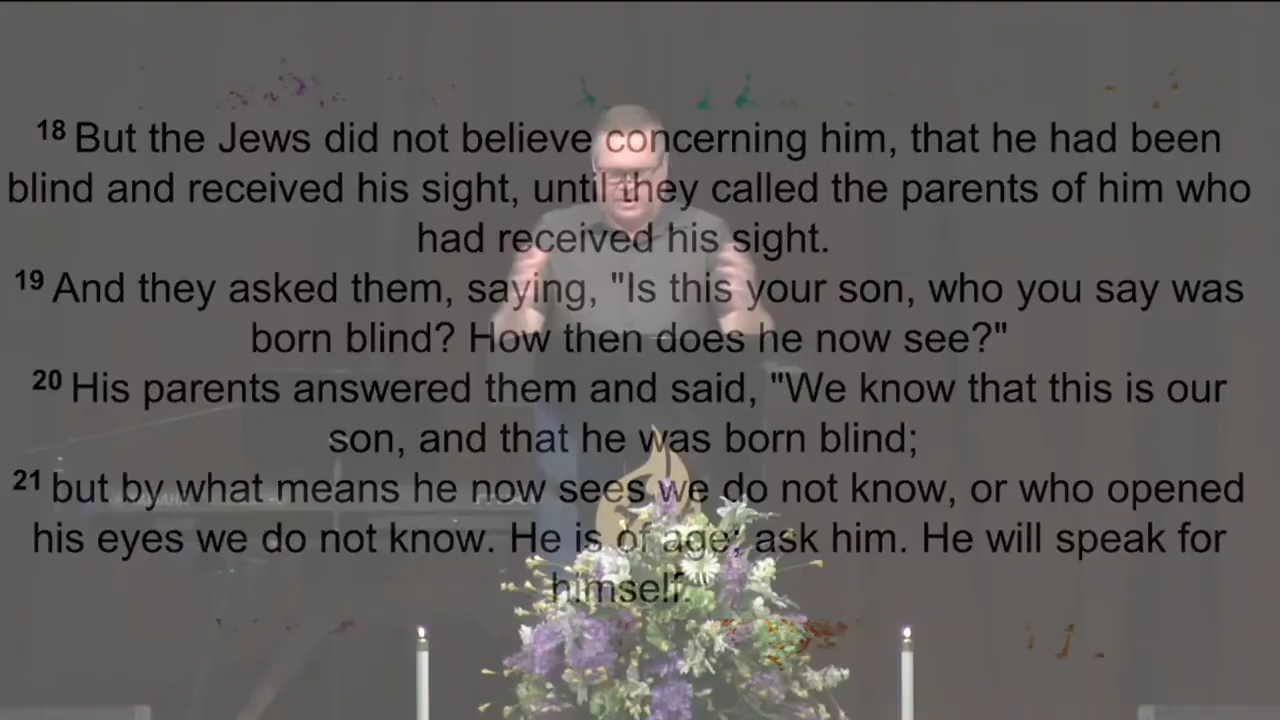 18 But the Jews did not believe concerning him, that he had been
blind and received his sight, until they called the parents of him who
had received his sight.
19 And they asked them, saying, "Is this your son, who you say was
born blind? How then does he now see?"
20 His parents answered them and said, "We know that this is our
son, and that he was born blind;
21 but by what means he now sees we do not know, or who opened
his eyes we do not know. He is of age; ask him. He will speak for
himself."
YAMAHA